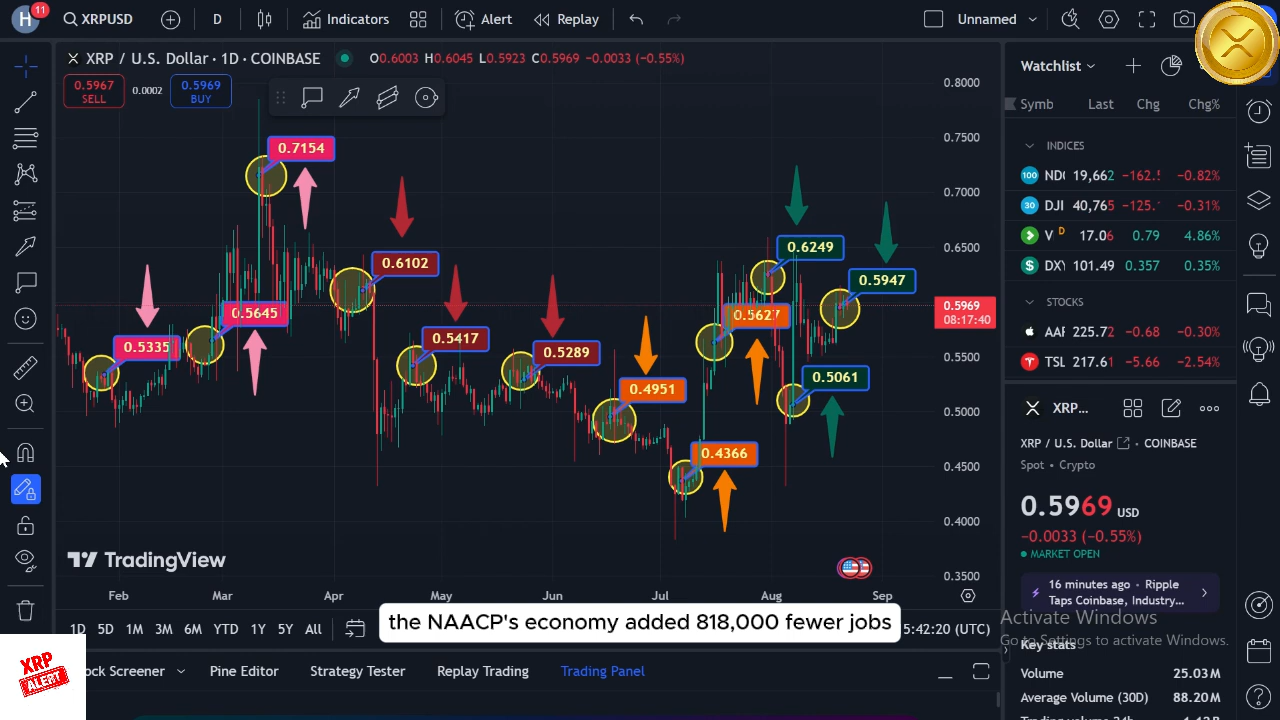 H
11
XRPUSD
D
Indicators
Alert
Replay
Unnamed
XRP / U.S. Dollar · 1D · COINBASE
O0.6003 H0.6045 L0.5923 C0.5969 −0.0033 (−0.55%)
0.5967
SELL
0.0002
0.5969
BUY
0.7154
0.6102
0.5645
0.5335
0.5417
0.5289
0.4951
0.4366
0.5627
0.6249
0.5947
0.5061
0.8000
0.7500
0.7000
0.6500
0.5969
08:17:40
0.5500
0.5000
0.4500
0.4000
0.3500
TradingView
Feb Mar Apr May Jun Jul Aug Sep
1D 5D 1M 3M 6M YTD 1Y 5Y All
the NAACP's economy added 818,000 fewer jobs
5:42:20 (UTC)
XRP
ALERT
ock Screener
Pine Editor
Strategy Tester
Replay Trading
Trading Panel
Watchlist
Symb Last Chg Chg%
INDICES
100 ND 19,662 −162. −0.82%
30 DJI 40,765 −125. −0.31%
V D 17.06 0.79 4.86%
$ DX 101.49 0.357 0.35%
STOCKS
AA 225.72 −0.68 −0.30%
TSL 217.61 −5.66 −2.54%
XRP...
XRP / U.S. Dollar · COINBASE
Spot · Crypto
0.5969 USD
−0.0033 (−0.55%)
MARKET OPEN
16 minutes ago · Ripple
Taps Coinbase, Industry...
Activate Windows
Go to Settings to activate Windows.
Key stats
Volume 25.03M
Average Volume (30D) 88.20M